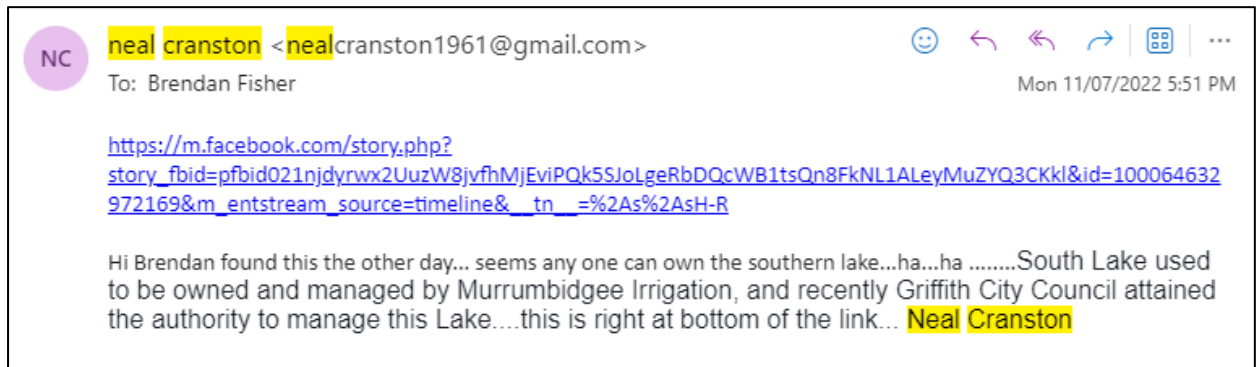 NC
neal cranston <nealcranston1961@gmail.com>
To: Brendan Fisher
Mon 11/07/2022 5:51 PM
https://m.facebook.com/story.php?
story_fbid=pfbid021njdyrwx2UuzW8jvfhMjEviPQk5SJoLgeRbDQcWB1tsQn8FkNL1ALeyMuZYQ3CKkl&id=100064632
972169&m_entstream_source=timeline&__tn__=%2As%2AsH-R
Hi Brendan found this the other day... seems any one can own the southern lake...ha...ha ........South Lake used
to be owned and managed by Murrumbidgee Irrigation, and recently Griffith City Council attained
the authority to manage this Lake....this is right at bottom of the link... Neal Cranston